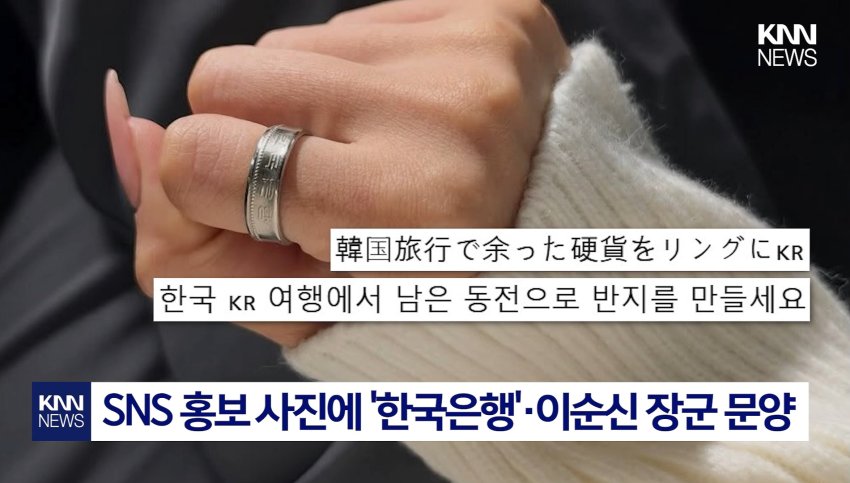 KNN
NEWS
韓国旅行で余った硬貨をリングにKR
한국 KR 여행에서 남은 동전으로 반지를 만들세요
KNN
NEWS
SNS 홍보 사진에 '한국은행'·이순신 장군 문양